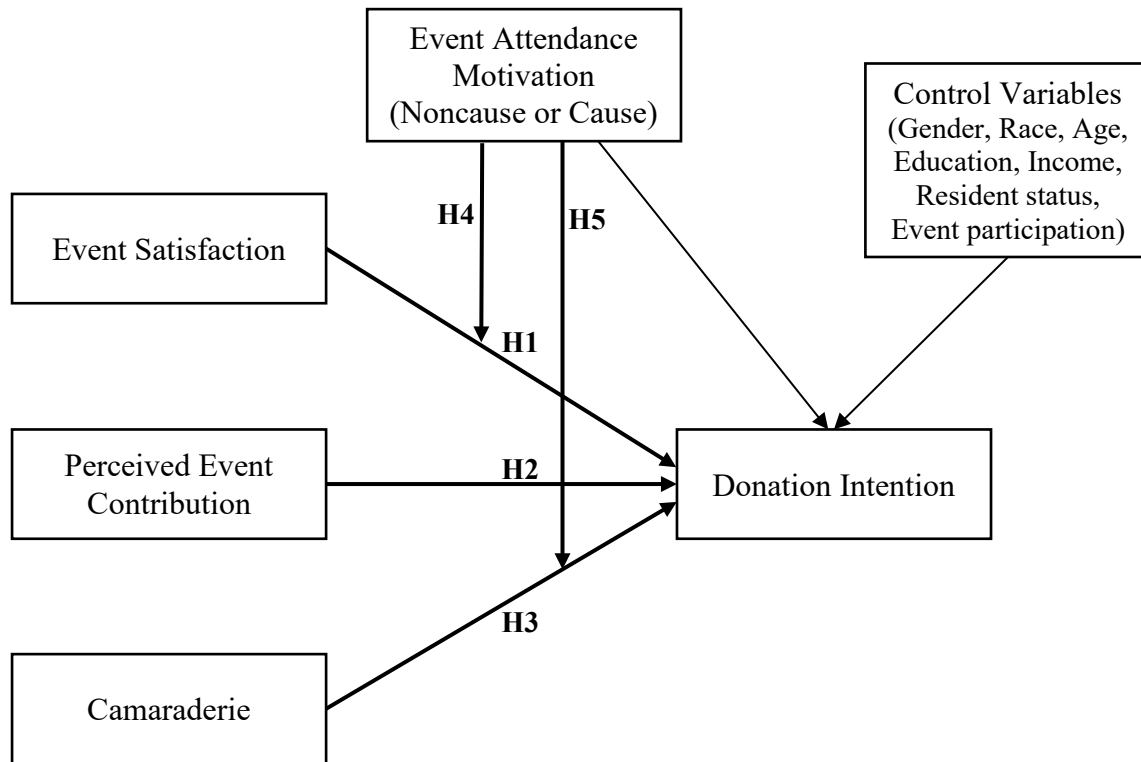 Event Attendance
Motivation
(Noncause or Cause)
Control Variables
(Gender, Race, Age,
Education, Income,
Resident status,
Event participation)
H4
H5
Event Satisfaction
H1
Perceived Event
Contribution
H2
Donation Intention
H3
Camaraderie